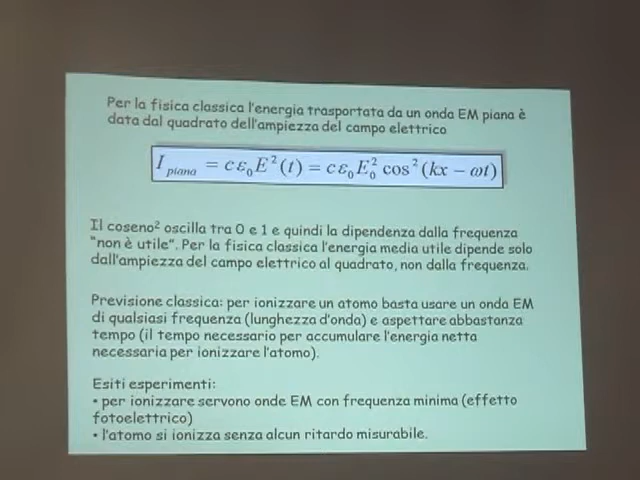 Per la fisica classica l'energia trasportata da un onda EM piana è
data dal quadrato dell'ampiezza del campo elettrico
I piana = cε₀E²(t) = cε₀E₀² cos²(kx − ωt)
Il coseno² oscilla tra 0 e 1 e quindi la dipendenza dalla frequenza
"non è utile". Per la fisica classica l'energia media utile dipende solo
dall'ampiezza del campo elettrico al quadrato, non dalla frequenza.
Previsione classica: per ionizzare un atomo basta usare un onda EM
di qualsiasi frequenza (lunghezza d'onda) e aspettare abbastanza
tempo (il tempo necessario per accumulare l'energia netta
necessaria per ionizzare l'atomo).
Esiti esperimenti:
• per ionizzare servono onde EM con frequenza minima (effetto
fotoelettrico)
• l'atomo si ionizza senza alcun ritardo misurabile.